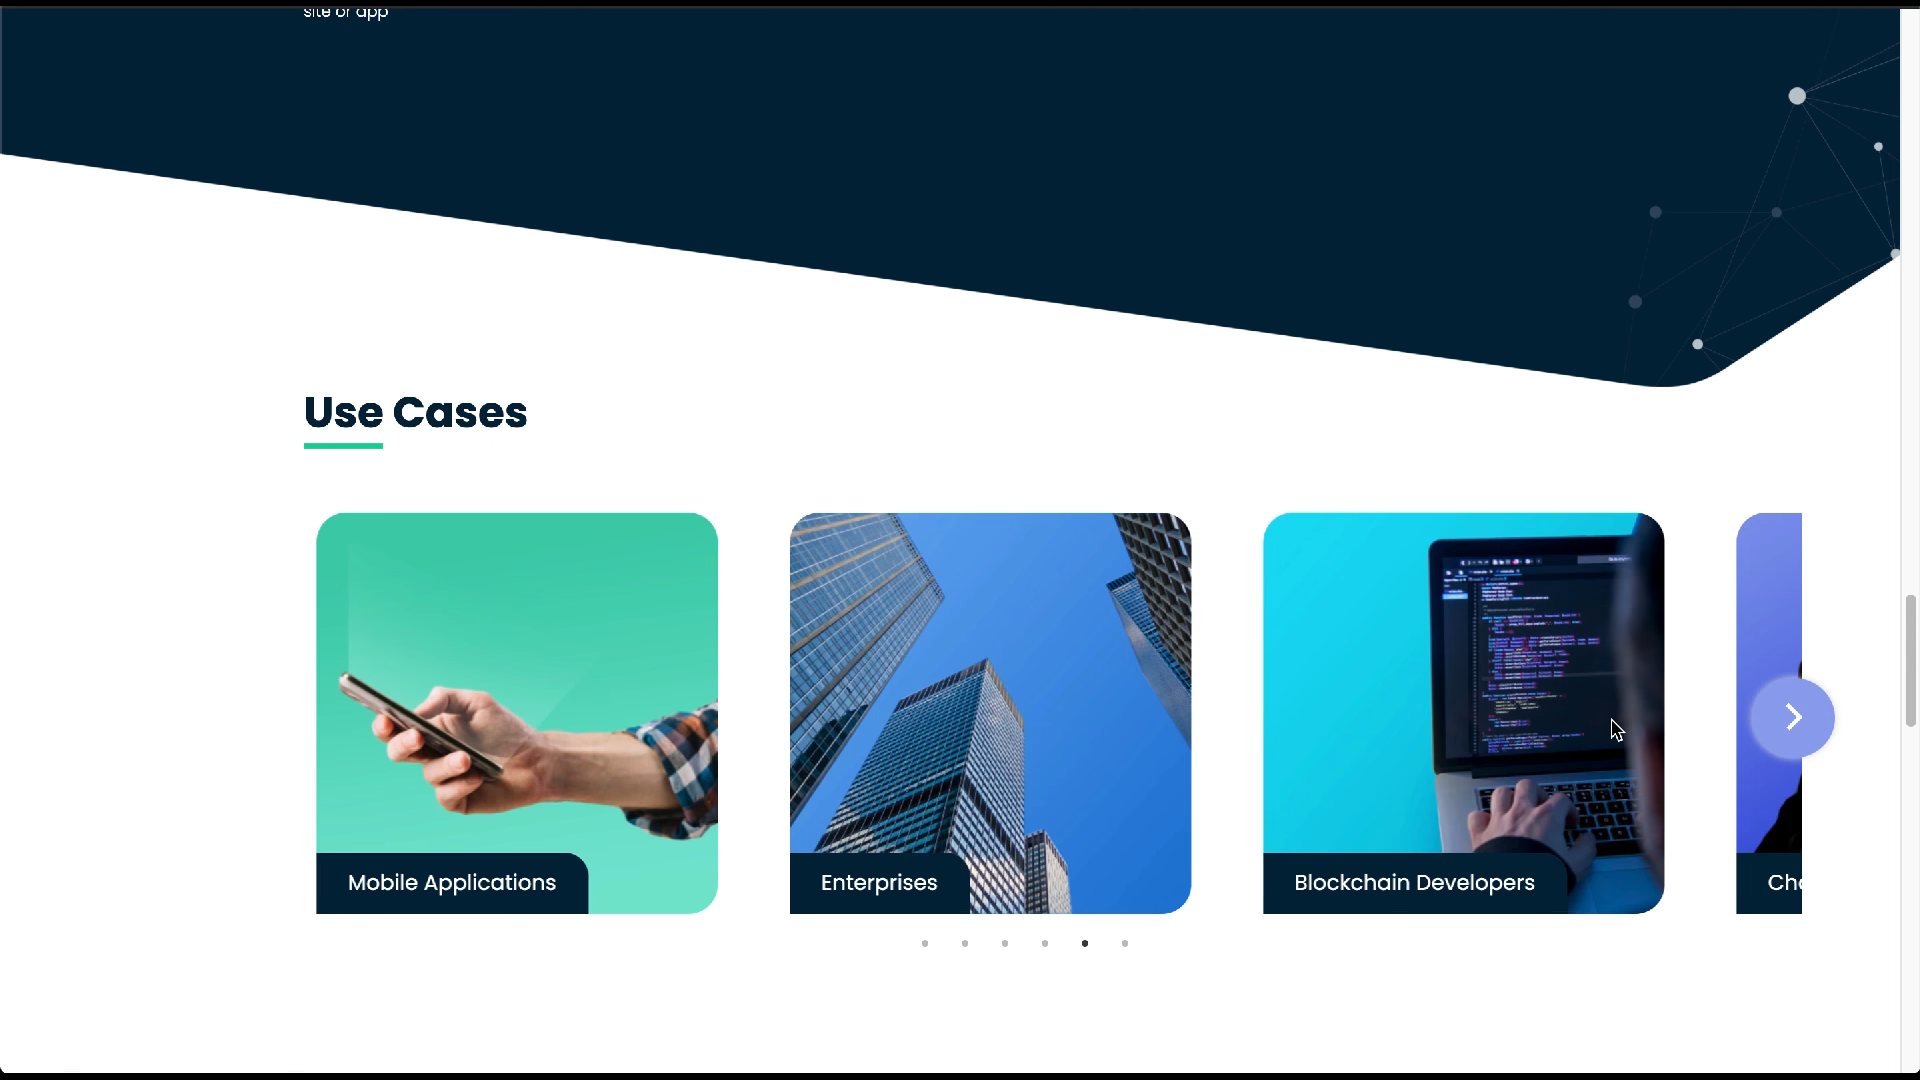 site or app
Use Cases
Mobile Applications
Enterprises
Blockchain Developers